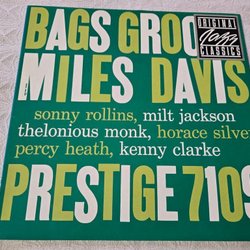 BAGS GROO
MILES DAVIS
ORIGINAL
Jazz
CLASSICS
sonny rollins, milt jackson
thelonious monk, horace silve
percy heath, kenny clarke
PRESTIGE 7109